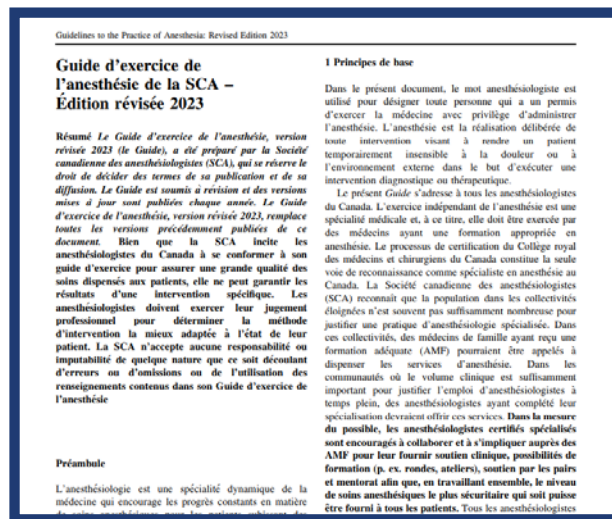 Guidelines to the Practice of Anesthesia: Revised Edition 2023
Guide d'exercice de
l'anesthésie de la SCA –
Édition révisée 2023
Résumé Le Guide d'exercice de l'anesthésie, version
révisée 2023 (le Guide), a été préparé par la Société
canadienne des anesthésiologistes (SCA), qui se réserve le
droit de décider des termes de sa publication et de sa
diffusion. Le Guide est soumis à révision et des versions
mises à jour sont publiées chaque année. Le Guide
d'exercice de l'anesthésie, version révisée 2023, remplace
toutes les versions précédemment publiées de ce
document. Bien que la SCA incite les
anesthésiologistes du Canada à se conformer à son
guide d'exercice pour assurer une grande qualité des
soins dispensés aux patients, elle ne peut garantir les
résultats d'une intervention spécifique. Les
anesthésiologistes doivent exercer leur jugement
professionnel pour déterminer la méthode
d'intervention la mieux adaptée à l'état de leur
patient. La SCA n'accepte aucune responsabilité ou
imputabilité de quelque nature que ce soit découlant
d'erreurs ou d'omissions ou de l'utilisation des
renseignements contenus dans son Guide d'exercice de
l'anesthésie
Préambule
L'anesthésiologie est une spécialité dynamique de la
médecine qui encourage les progrès constants en matière
de soins anesthésiques pour les patients subissant des
1 Principes de base
Dans le présent document, le mot anesthésiologiste est
utilisé pour désigner toute personne qui a un permis
d'exercer la médecine avec privilège d'administrer
l'anesthésie. L'anesthésie est la réalisation délibérée de
toute intervention visant à rendre un patient
temporairement insensible à la douleur ou à
l'environnement externe dans le but d'exécuter une
intervention diagnostique ou thérapeutique.
Le présent Guide s'adresse à tous les anesthésiologistes
du Canada. L'exercice indépendant de l'anesthésie est une
spécialité médicale et, à ce titre, elle doit être exercée par
des médecins ayant une formation appropriée en
anesthésie. Le processus de certification du Collège royal
des médecins et chirurgiens du Canada constitue la seule
voie de reconnaissance comme spécialiste en anesthésie au
Canada. La Société canadienne des anesthésiologistes
(SCA) reconnaît que la population dans les collectivités
éloignées n'est souvent pas suffisamment nombreuse pour
justifier une pratique d'anesthésiologie spécialisée. Dans
ces collectivités, des médecins de famille ayant reçu une
formation adéquate (AMF) pourraient être appelés à
dispenser les services d'anesthésie. Dans les
communautés où le volume clinique est suffisamment
important pour justifier l'emploi d'anesthésiologistes à
temps plein, des anesthésiologistes ayant complété leur
spécialisation devraient offrir ces services. Dans la mesure
du possible, les anesthésiologistes certifiés spécialisés
sont encouragés à collaborer et à s'impliquer auprès des
AMF pour leur fournir soutien clinique, possibilités de
formation (p. ex. rondes, ateliers), soutien par les pairs
et mentorat afin que, en travaillant ensemble, le niveau
de soins anesthésiques le plus sécuritaire qui soit puisse
être fourni à tous les patients. Tous les anesthésiologistes